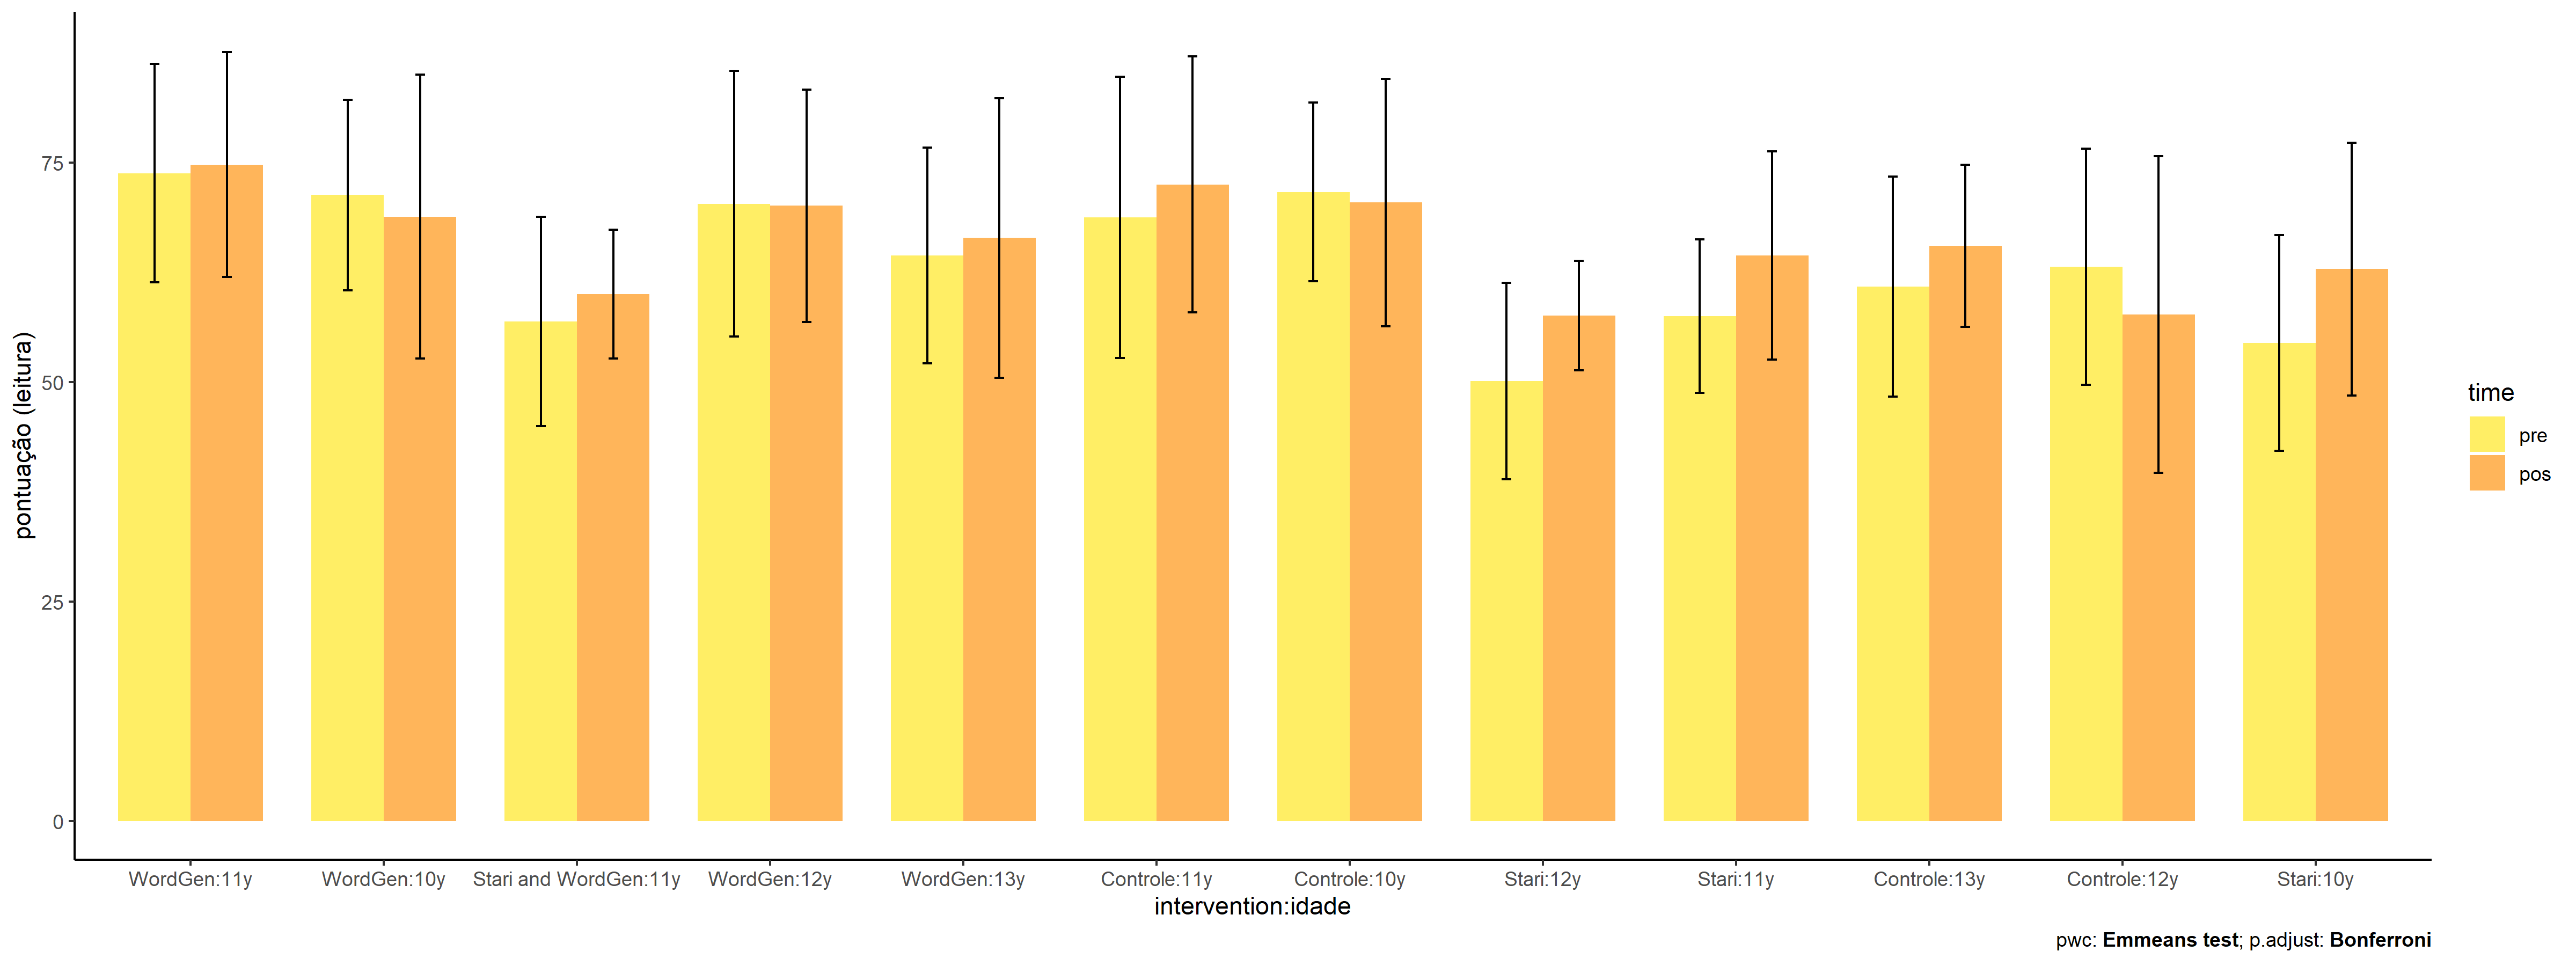 pontuação (leitura)
75
50
25
0
WordGen:11y
WordGen:10y
Stari and WordGen:11y
WordGen:12y
WordGen:13y
Controle:11y
Controle:10y
Stari:12y
Stari:11y
Controle:13y
Controle:12y
Stari:10y
intervention:idade
time
pre
pos
pwc: Emmeans test; p.adjust: Bonferroni